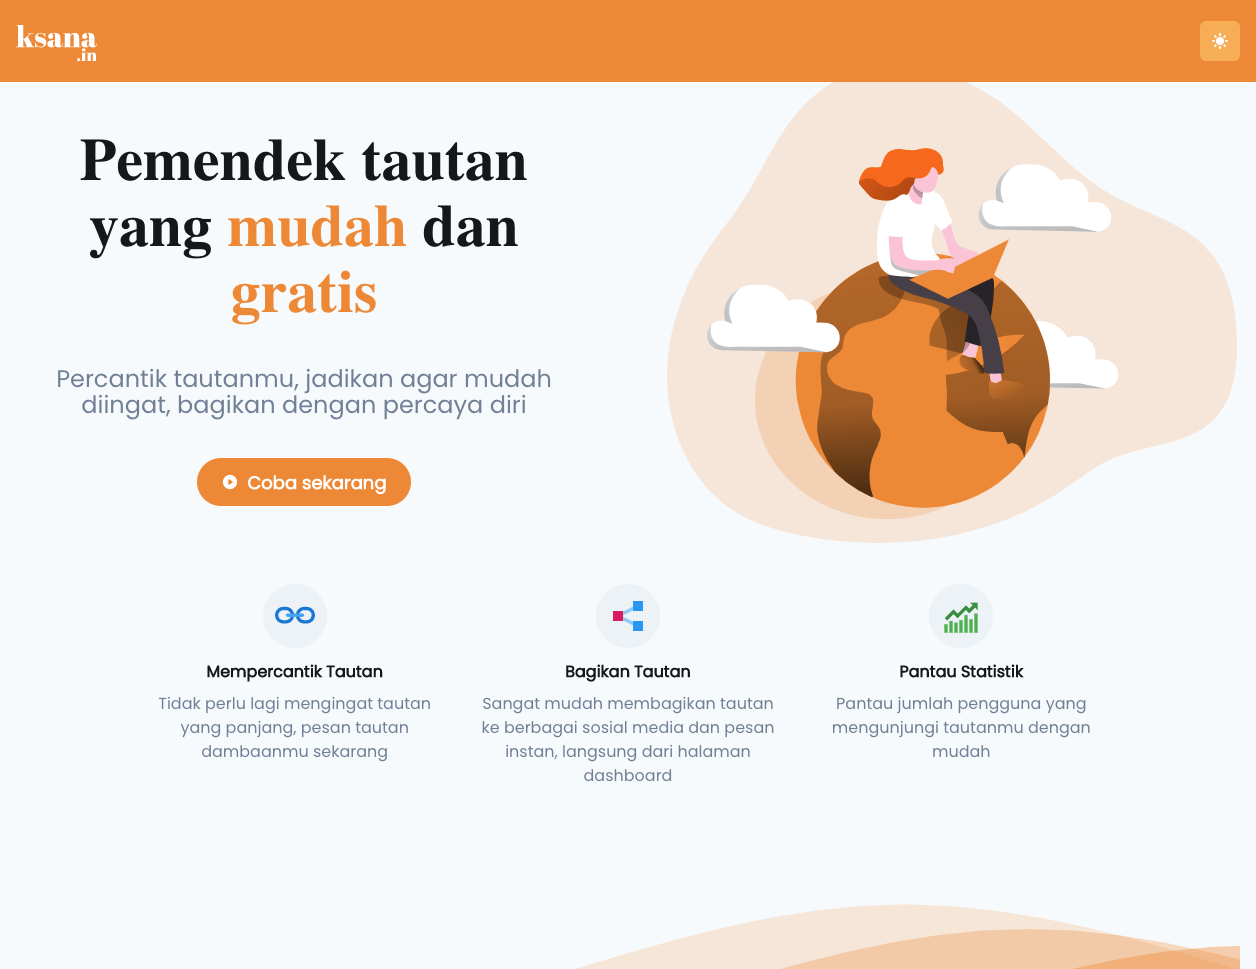 ksana
.in
Pemendek tautan
yang mudah dan
gratis
Percantik tautanmu, jadikan agar mudah
diingat, bagikan dengan percaya diri
Coba sekarang
Mempercantik Tautan
Tidak perlu lagi mengingat tautan
yang panjang, pesan tautan
dambaanmu sekarang
Bagikan Tautan
Sangat mudah membagikan tautan
ke berbagai sosial media dan pesan
instan, langsung dari halaman
dashboard
Pantau Statistik
Pantau jumlah pengguna yang
mengunjungi tautanmu dengan
mudah